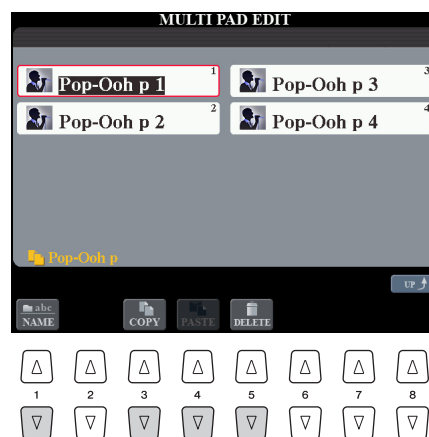 MULTI PAD EDIT
Pop-Ooh p 1 1
Pop-Ooh p 3 3
Pop-Ooh p 2 2
Pop-Ooh p 4 4
Pop-Ooh p
UP
abc
NAME
COPY
PASTE
DELETE
1 2 3 4 5 6 7 8